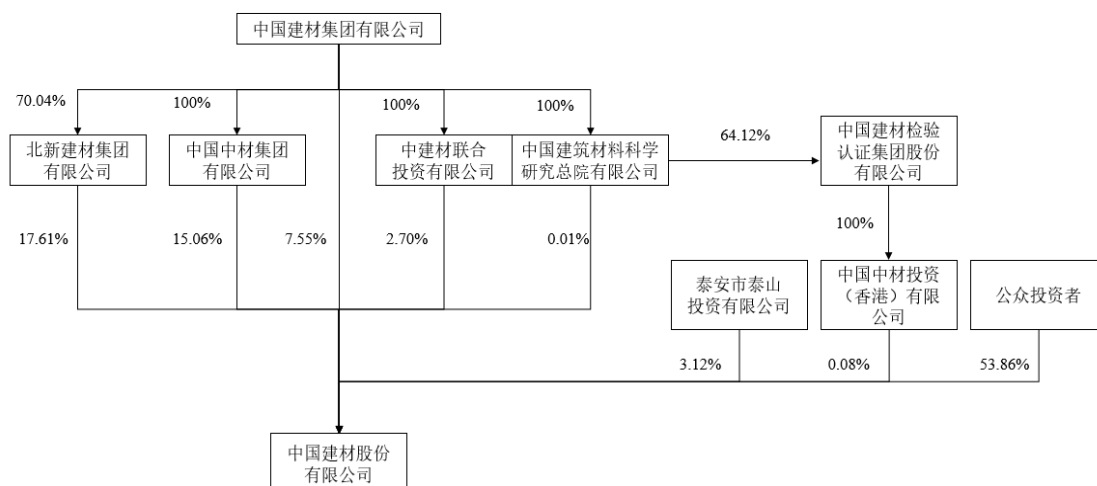 中国建材集团有限公司
70.04%
100%
100%
100%
64.12%
北新建材集团
有限公司
中国中材集团
有限公司
中建材联合
投资有限公司
中国建筑材料科学
研究总院有限公司
中国建材检验
认证集团股份
有限公司
17.61%
15.06%
7.55%
2.70%
0.01%
100%
泰安市泰山
投资有限公司
中国中材投资
（香港）有限
公司
公众投资者
3.12%
0.08%
53.86%
中国建材股份
有限公司